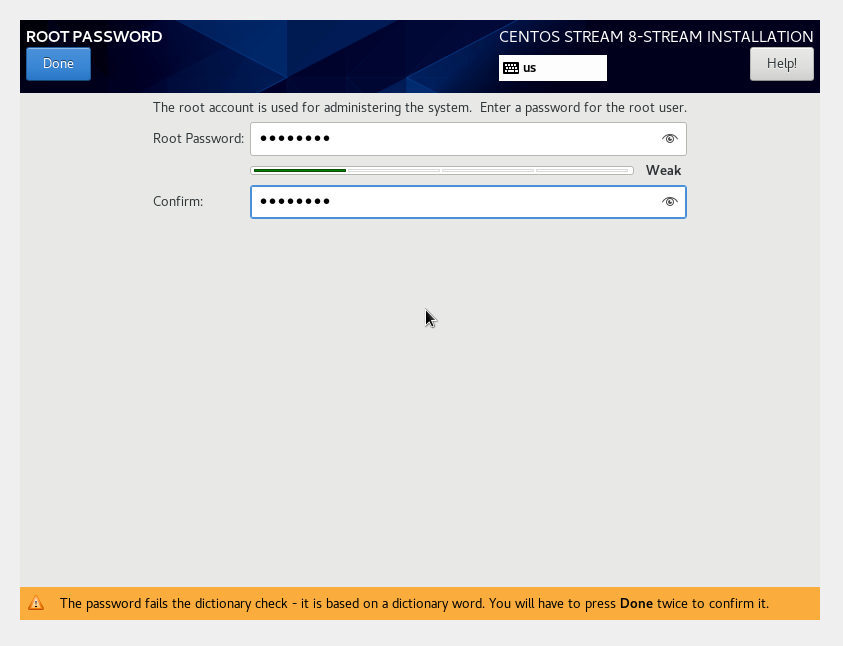 ROOT PASSWORD
CENTOS STREAM 8-STREAM INSTALLATION
Done
us
Help!
The root account is used for administering the system.  Enter a password for the root user.
Root Password: ●●●●●●●●
Weak
Confirm: ●●●●●●●●
The password fails the dictionary check - it is based on a dictionary word. You will have to press Done twice to confirm it.